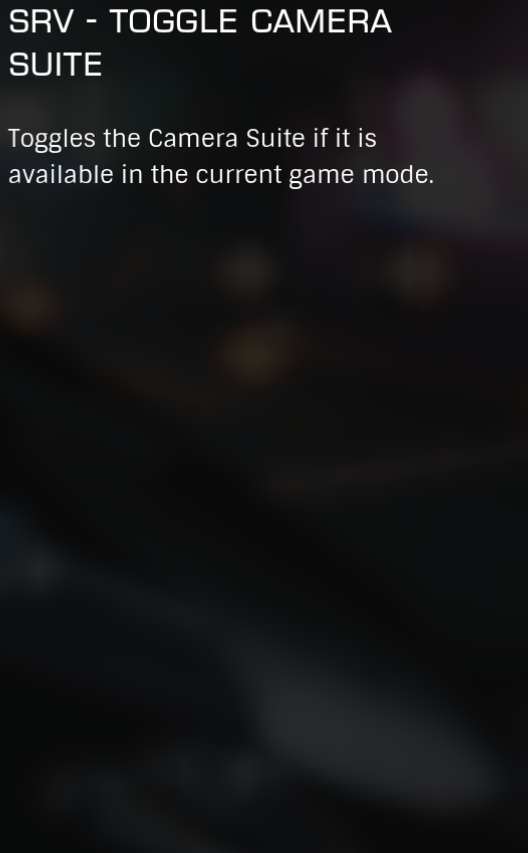 SRV - TOGGLE CAMERA
SUITE
Toggles the Camera Suite if it is
available in the current game mode.